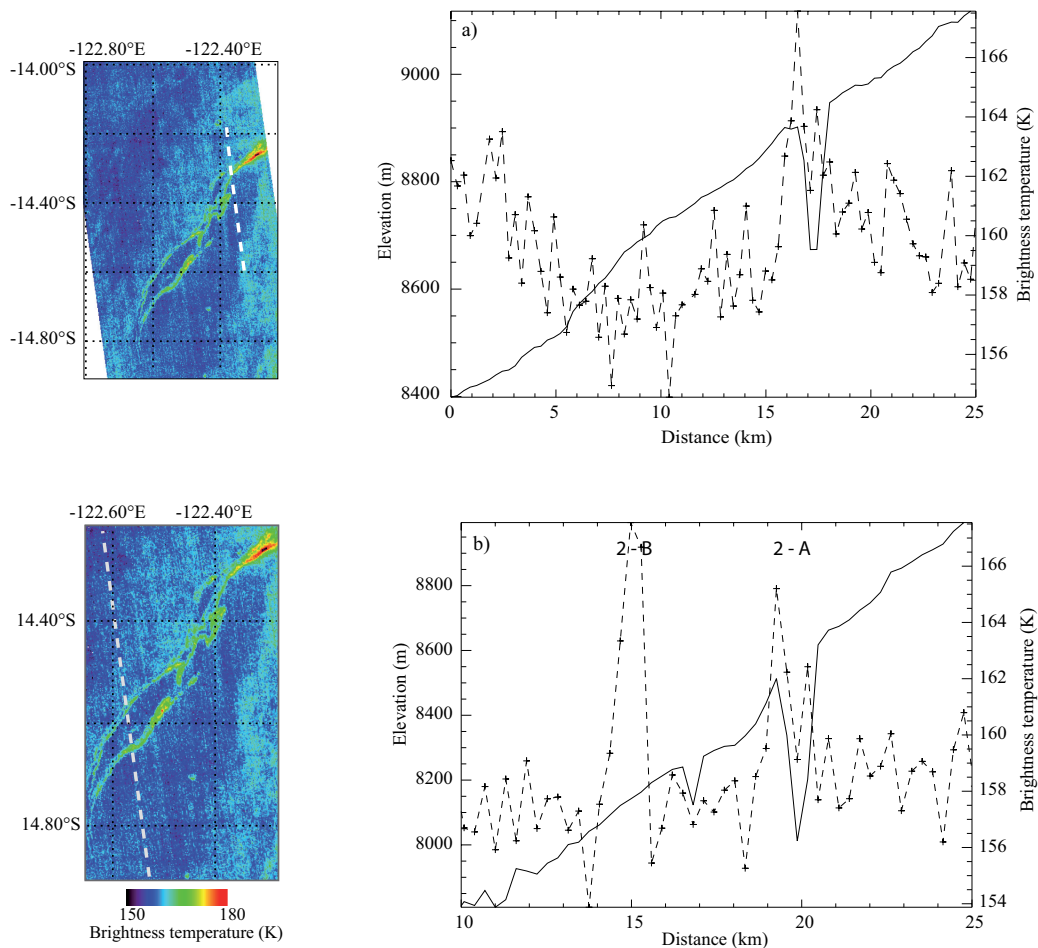 -122.80°E -122.40°E
-14.00°S
-14.40°S
-14.80°S
a)
9000
8800
8600
8400
Elevation (m)
166
164
162
160
158
156
Brightness temperature (K)
0 5 10 15 20 25
Distance (km)
-122.60°E -122.40°E
14.40°S
14.80°S
150 180
Brightness temperature (K)
b) 2-B 2-A
8800
8600
8400
8200
8000
Elevation (m)
166
164
162
160
158
156
154
Brightness temperature (K)
10 15 20 25
Distance (km)